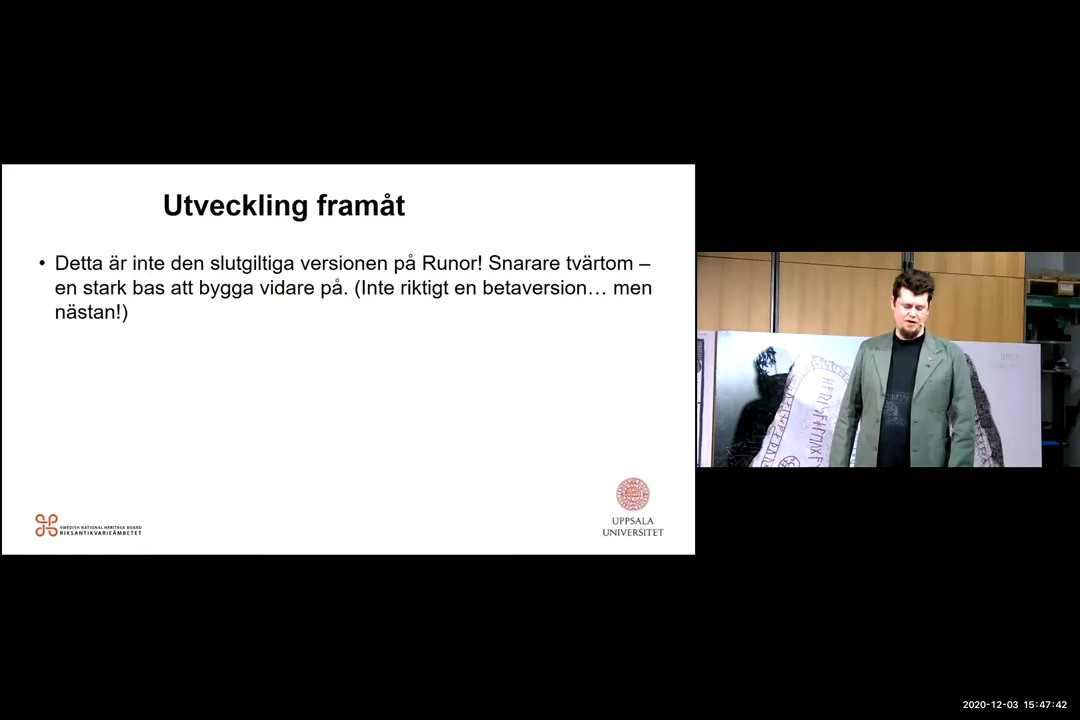 Utveckling framåt
• Detta är inte den slutgiltiga versionen på Runor! Snarare tvärtom –
en stark bas att bygga vidare på. (Inte riktigt en betaversion… men
nästan!)
SWEDISH NATIONAL HERITAGE BOARD
RIKSANTIKVARIEÄMBETET
UPPSALA
UNIVERSITET
2020-12-03 15:47:42